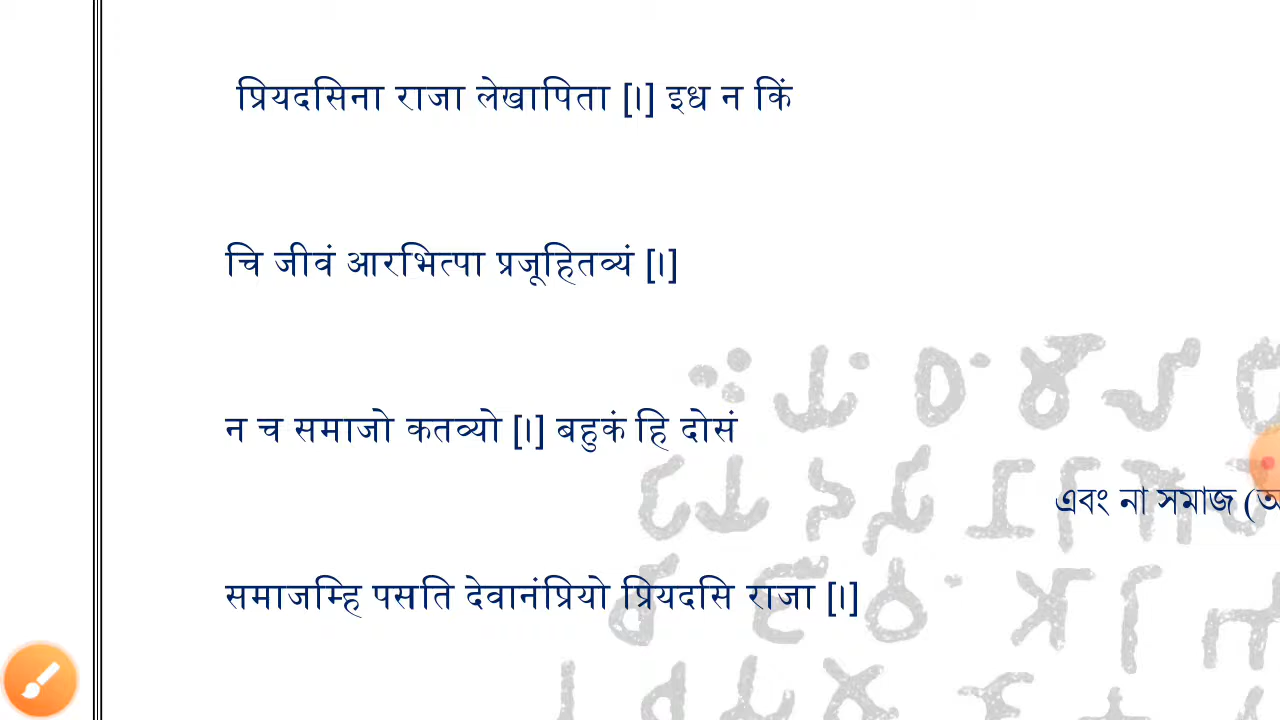 प्रियदसिना राजा लेखापिता [।] इध न किं
चि जीवं आरभित्पा प्रजूहितव्यं [।]
न च समाजो कतव्यो [।] बहुकं हि दोसं
এবং না সমাজ (অ
समाजम्हि पसति देवानंप्रियो प्रियदसि राजा [।]